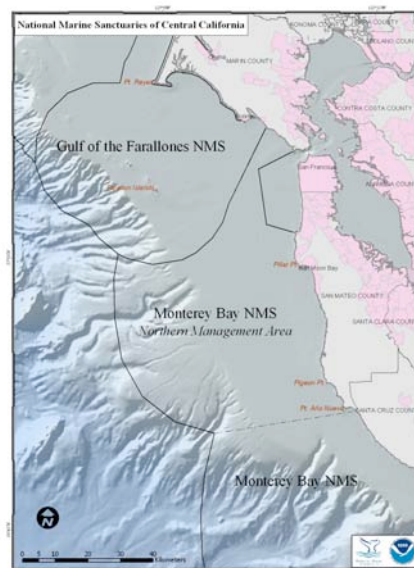 National Marine Sanctuaries of Central California
SONOMA COUNTY
MARIN COUNTY
Pt. Reyes
CONTRA COSTA COUNTY
Gulf of the Farallones NMS
San Francisco
Pillar Pt.
Half Moon Bay
Monterey Bay NMS
Northern Management Area
SAN MATEO COUNTY
SANTA CLARA COUNTY
Pigeon Pt.
Pt. Año Nuevo
SANTA CRUZ COUNTY
Monterey Bay NMS
N
0 5 10 20 30 40
Kilometers